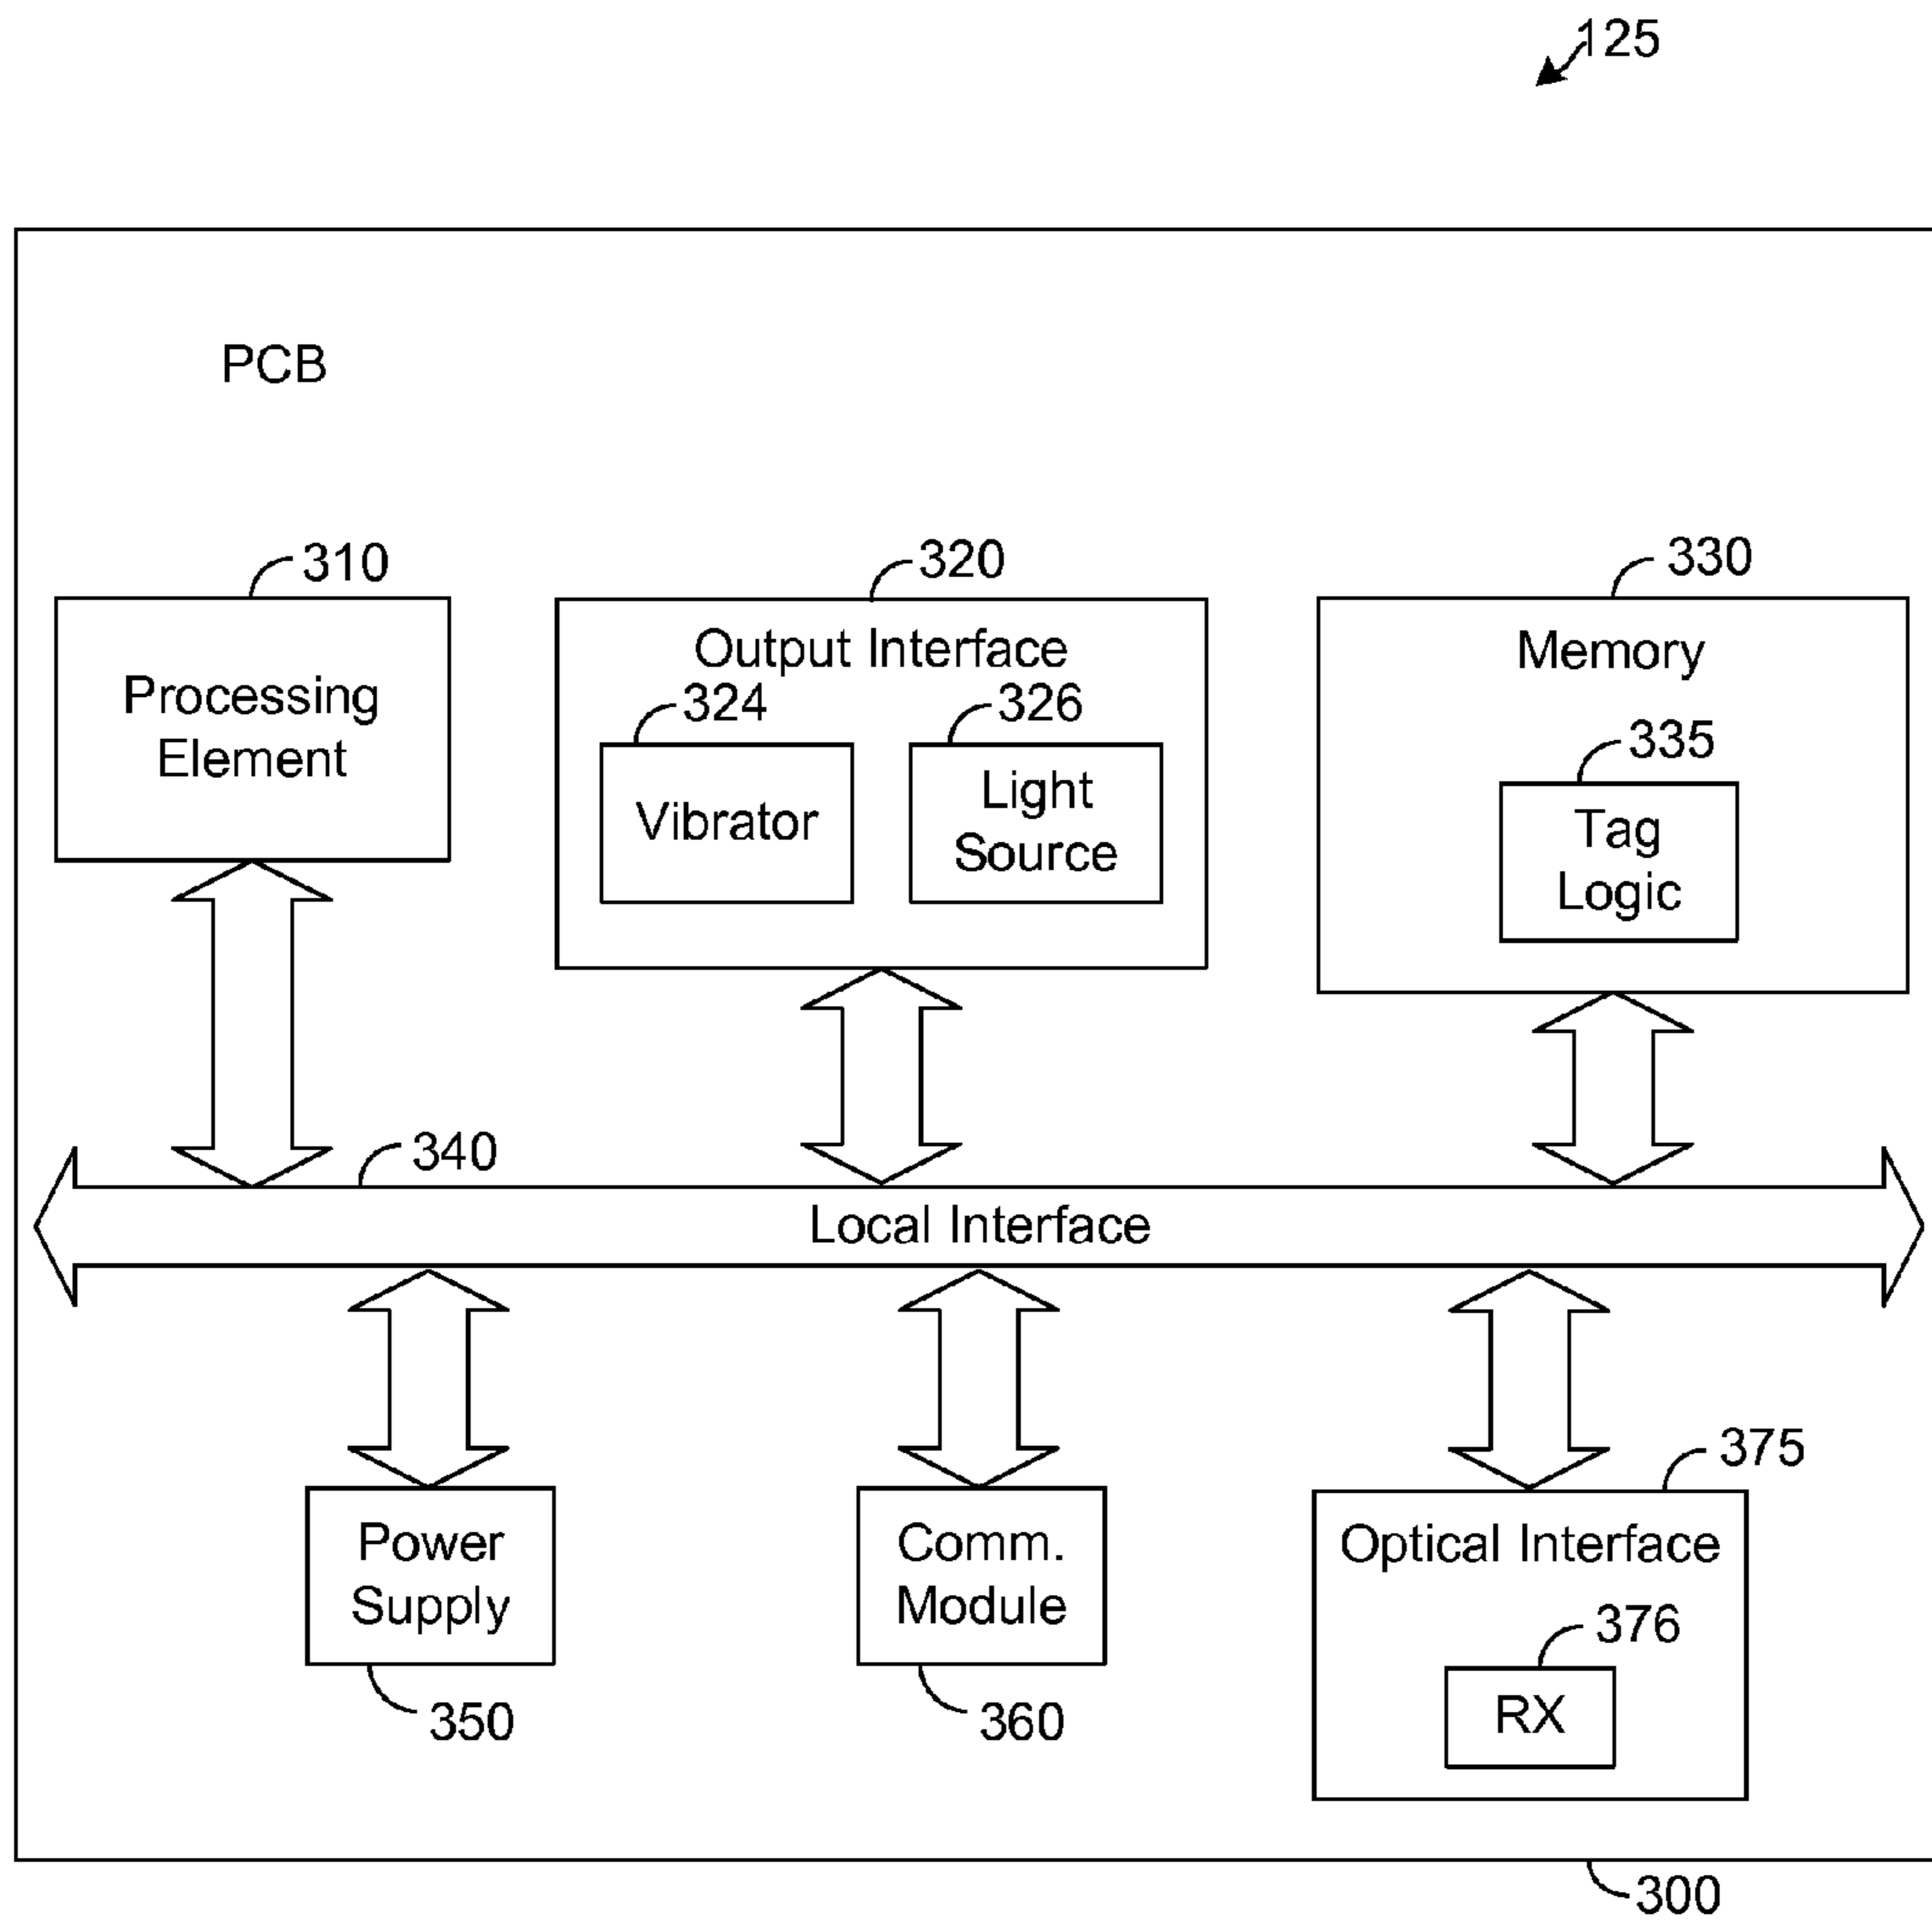 125
PCB
310
320
330
Processing
Element
Output Interface
324
326
Vibrator
Light
Source
Memory
335
Tag
Logic
340
Local Interface
Power
Supply
350
Comm.
Module
360
375
Optical Interface
376
RX
300